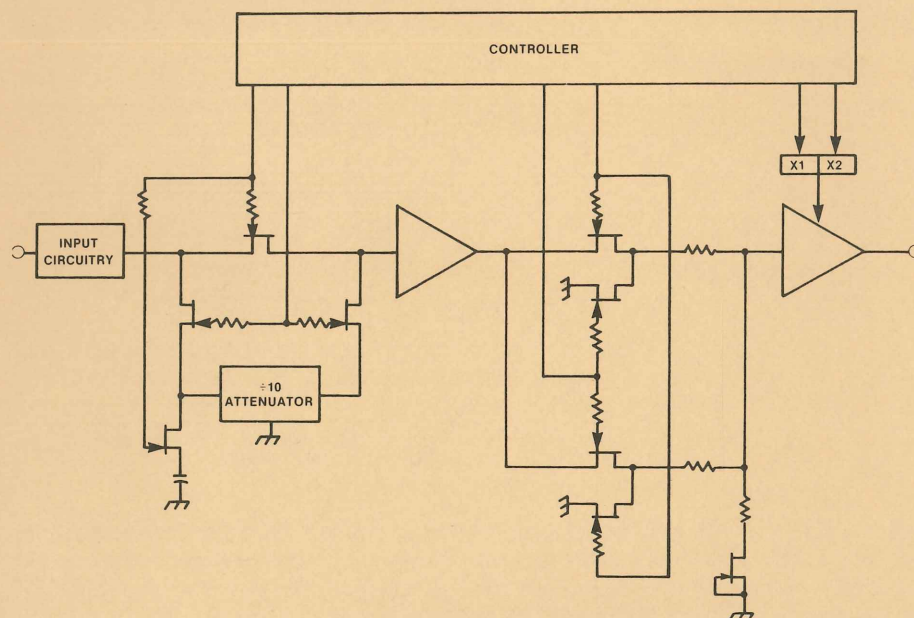 CONTROLLER
X1 X2
INPUT
CIRCUITRY
÷10
ATTENUATOR